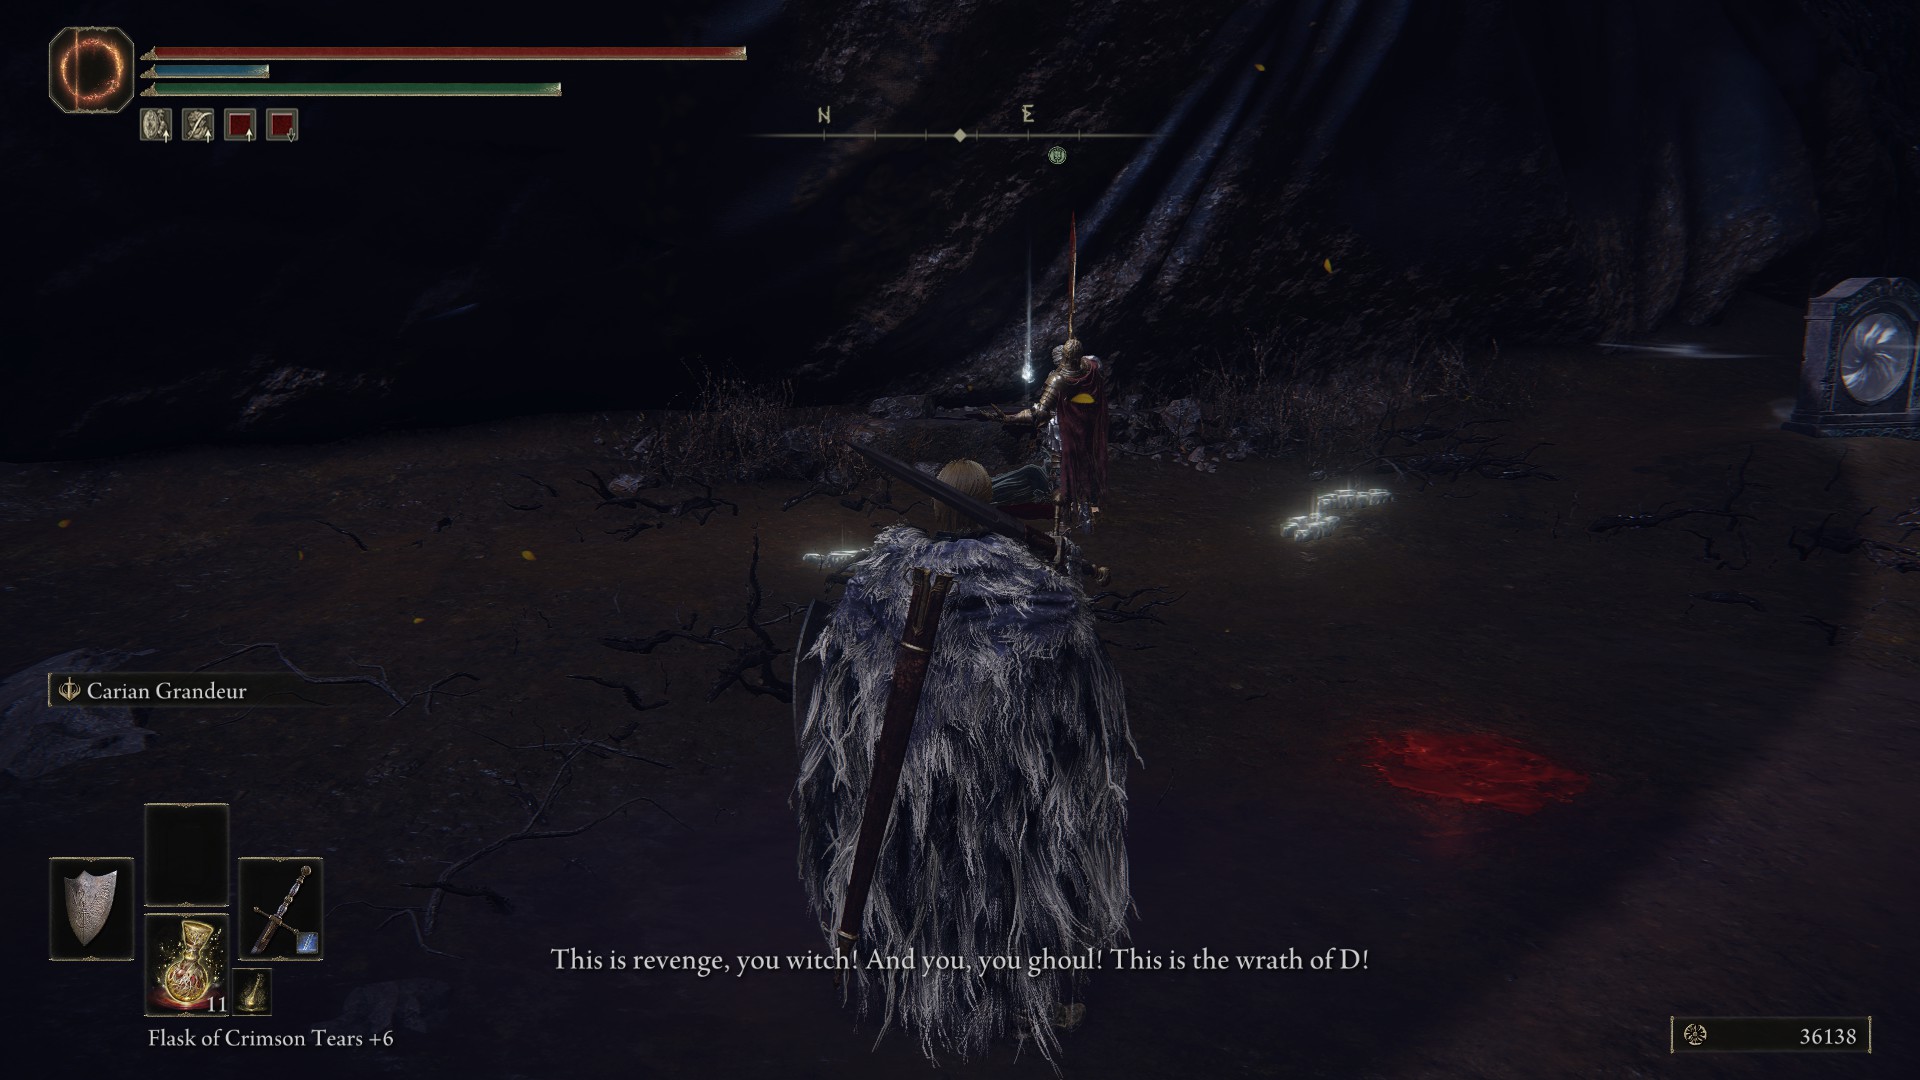 N E
Carian Grandeur
This is revenge, you witch! And you, you ghoul! This is the wrath of D!
11
Flask of Crimson Tears +6
36138